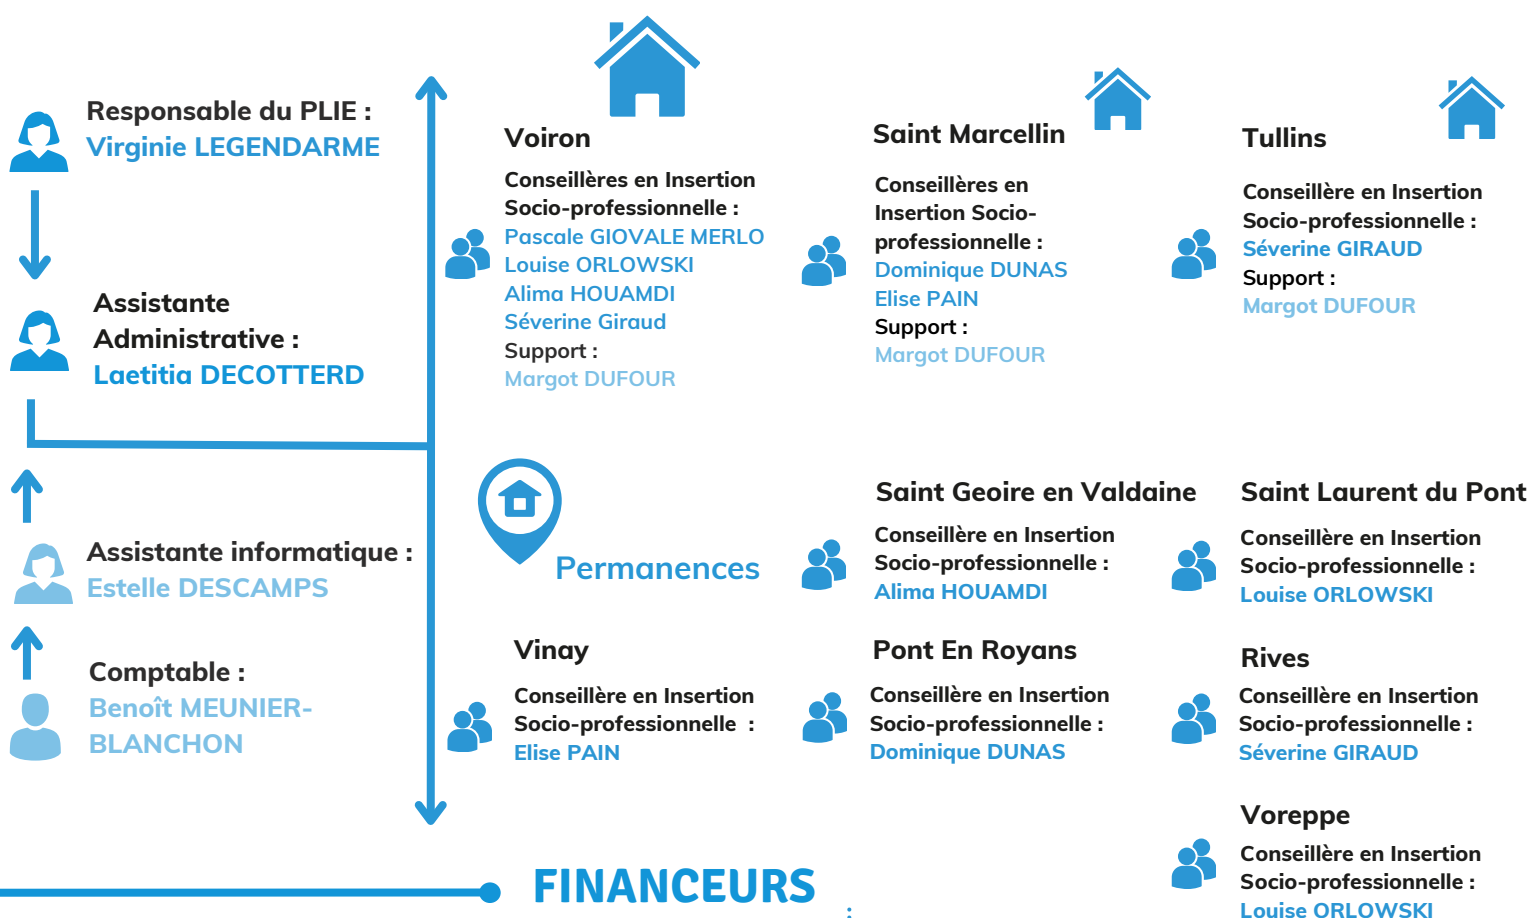 Responsable du PLIE :
Virginie LEGENDARME
Assistante
Administrative :
Laetitia DECOTTERD
Assistante informatique :
Estelle DESCAMPS
Comptable :
Benoît MEUNIER-
BLANCHON
Voiron
Conseillères en Insertion
Socio-professionnelle :
Pascale GIOVALE MERLO
Louise ORLOWSKI
Alima HOUAMDI
Séverine Giraud
Support :
Margot DUFOUR
Saint Marcellin
Conseillères en
Insertion Socio-
professionnelle :
Dominique DUNAS
Elise PAIN
Support :
Margot DUFOUR
Tullins
Conseillère en Insertion
Socio-professionnelle :
Séverine GIRAUD
Support :
Margot DUFOUR
Permanences
Saint Geoire en Valdaine
Conseillère en Insertion
Socio-professionnelle :
Alima HOUAMDI
Saint Laurent du Pont
Conseillère en Insertion
Socio-professionnelle :
Louise ORLOWSKI
Vinay
Conseillère en Insertion
Socio-professionnelle :
Elise PAIN
Pont En Royans
Conseillère en Insertion
Socio-professionnelle :
Dominique DUNAS
Rives
Conseillère en Insertion
Socio-professionnelle :
Séverine GIRAUD
Voreppe
Conseillère en Insertion
Socio-professionnelle :
Louise ORLOWSKI
FINANCEURS
: